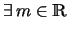 ∃ m ∈ ℝ